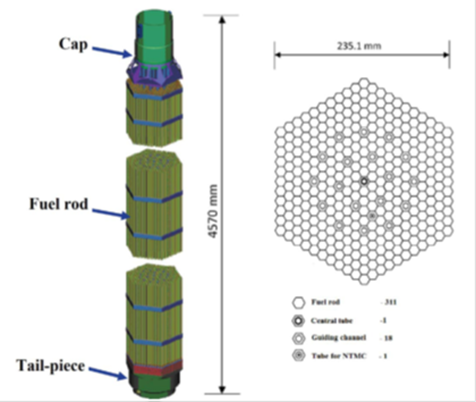 Cap
235.1 mm
Fuel rod
4570 mm
Tail-piece
Fuel rod - 311
Central tube - 1
Guiding channel - 18
Tube for NTMC - 1